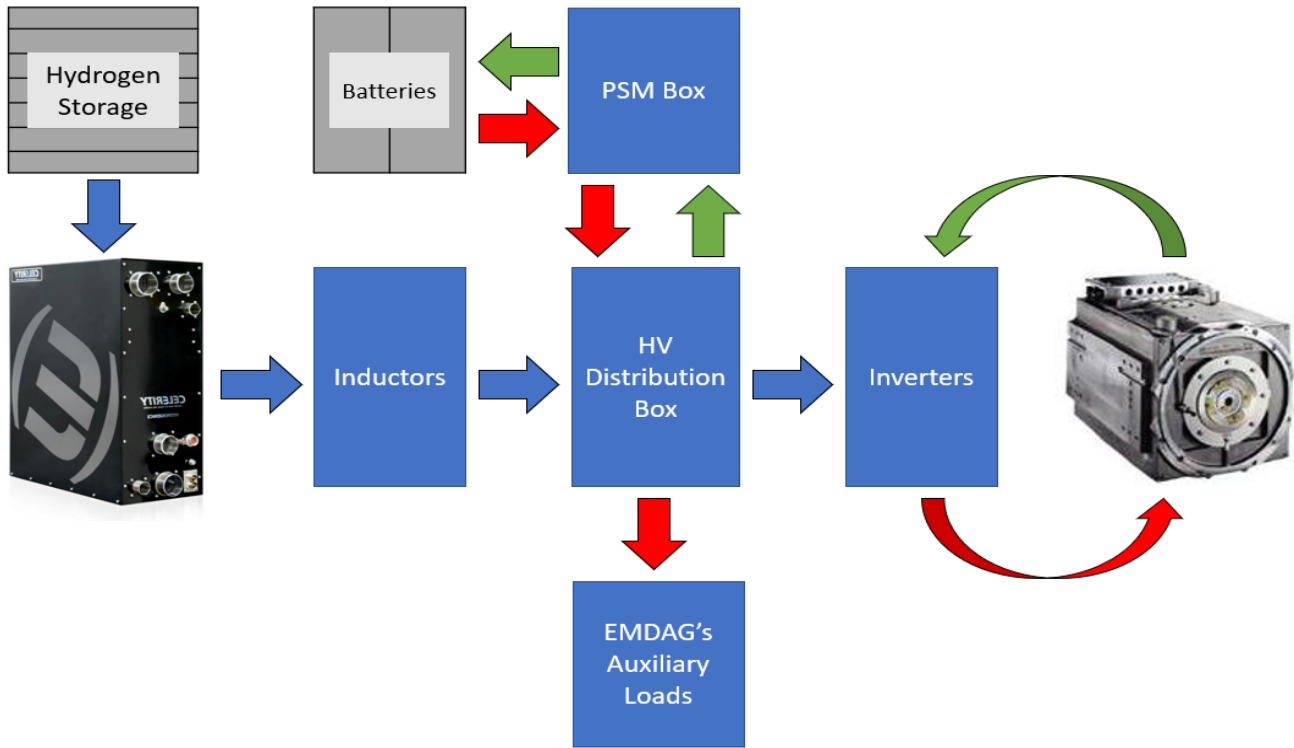 Hydrogen
Storage
Batteries
PSM Box
CELERITY
CELERITY
Inductors
HV
Distribution
Box
Inverters
EMDAG's
Auxiliary
Loads